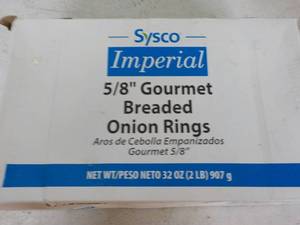 Sysco
Imperial
5/8" Gourmet
Breaded
Onion Rings
Aros de Cebolla Empanizados
Gourmet 5/8"
NET WT/PESO NETO 32 OZ (2 LB) 907 g